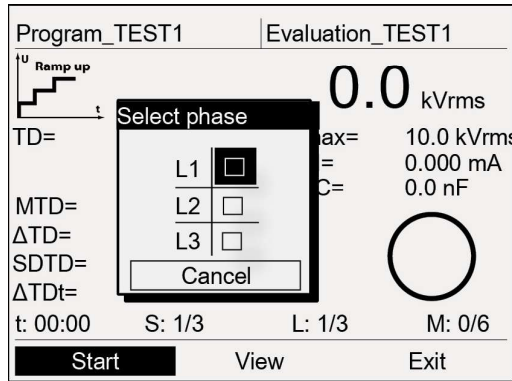 Program_TEST1 Evaluation_TEST1
U Ramp up
t
0.0 kVrms
Select phase
TD= ax= 10.0 kVrms
L1 = 0.000 mA
C= 0.0 nF
L2
MTD=
L3
ΔTD=
SDTD=
Cancel
ΔTDt=
t: 00:00 S: 1/3 L: 1/3 M: 0/6
Start View Exit